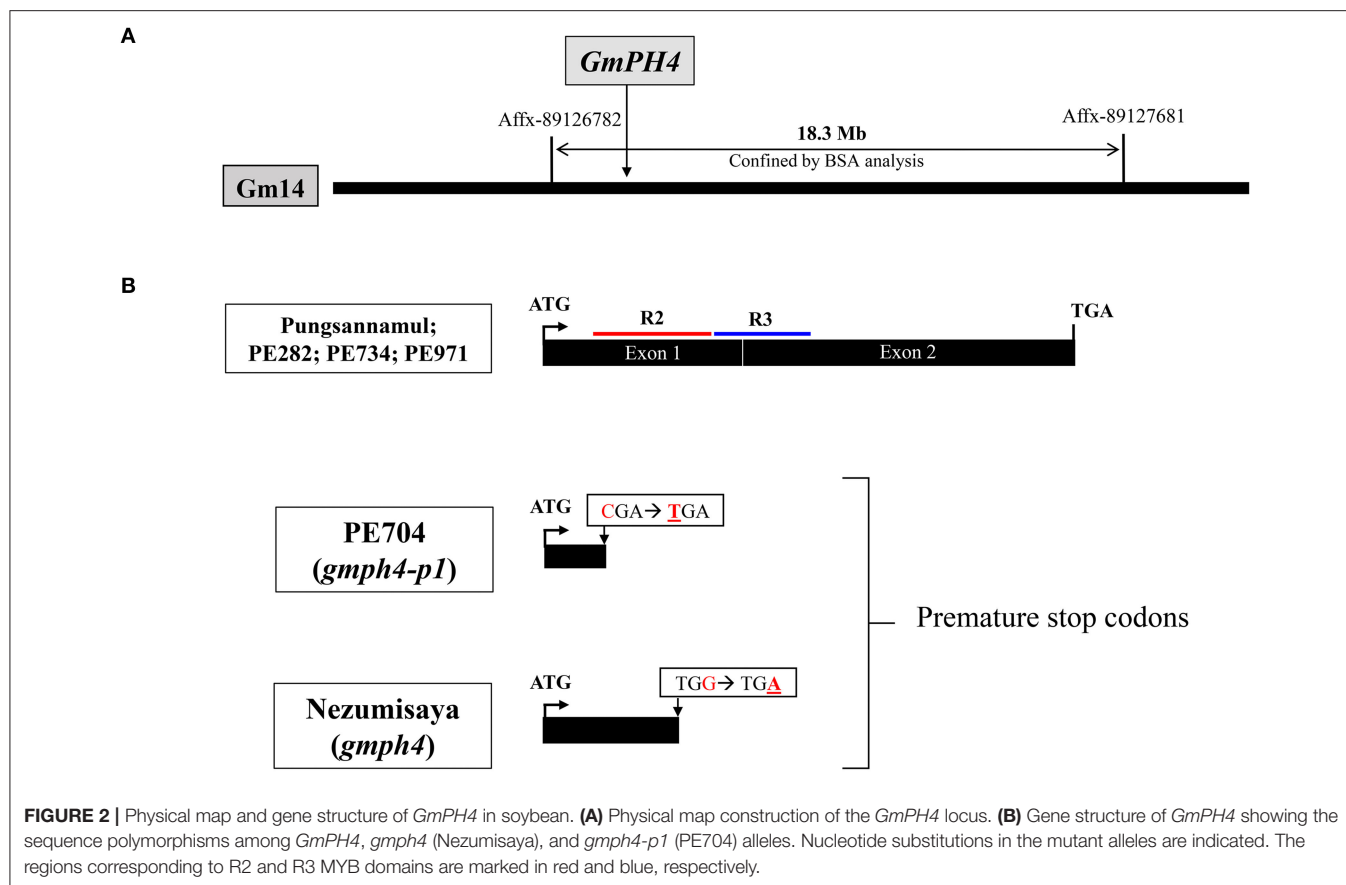 A
GmPH4
Affx-89126782
Affx-89127681
18.3 Mb
Confined by BSA analysis
Gm14
B
Pungsannamul;
PE282; PE734; PE971
ATG
R2
R3
TGA
Exon 1
Exon 2
PE704
(gmph4-p1)
ATG
CGA→TGA
Premature stop codons
Nezumisaya
(gmph4)
ATG
TGG→TGA
FIGURE 2 | Physical map and gene structure of GmPH4 in soybean. (A) Physical map construction of the GmPH4 locus. (B) Gene structure of GmPH4 showing the
sequence polymorphisms among GmPH4, gmph4 (Nezumisaya), and gmph4-p1 (PE704) alleles. Nucleotide substitutions in the mutant alleles are indicated. The
regions corresponding to R2 and R3 MYB domains are marked in red and blue, respectively.